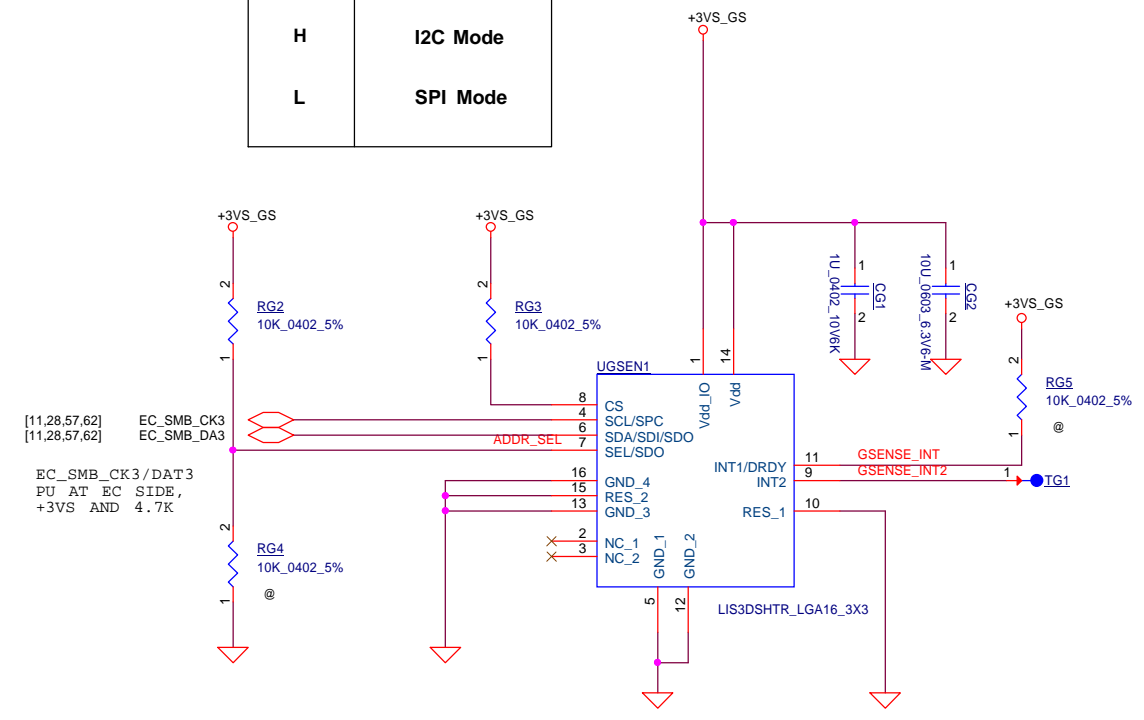 H I2C Mode
L SPI Mode
+3VS_GS
+3VS_GS
+3VS_GS
2
RG2
10K_0402_5%
1
2
RG3
10K_0402_5%
1
1U_0402_10V6K
1
CG1
2
10U_0603_6.3V6-M
1
CG2
2
+3VS_GS
2
RG5
10K_0402_5%
1
@
UGSEN1
1
14
Vdd_IO
Vdd
8 CS
[11,28,57,62] EC_SMB_CK3 4 SCL/SPC
[11,28,57,62] EC_SMB_DA3 6 SDA/SDI/SDO
ADDR_SEL 7 SEL/SDO
EC_SMB_CK3/DAT3
PU AT EC SIDE,
+3VS AND 4.7K
16 GND_4
15 RES_2
13 GND_3
2 NC_1
3 NC_2
INT1/DRDY 11 GSENSE_INT
INT2 9 GSENSE_INT2 1 TG1
RES_1 10
GND_1
GND_2
5
12
LIS3DSHTR_LGA16_3X3
2
RG4
10K_0402_5%
1
@